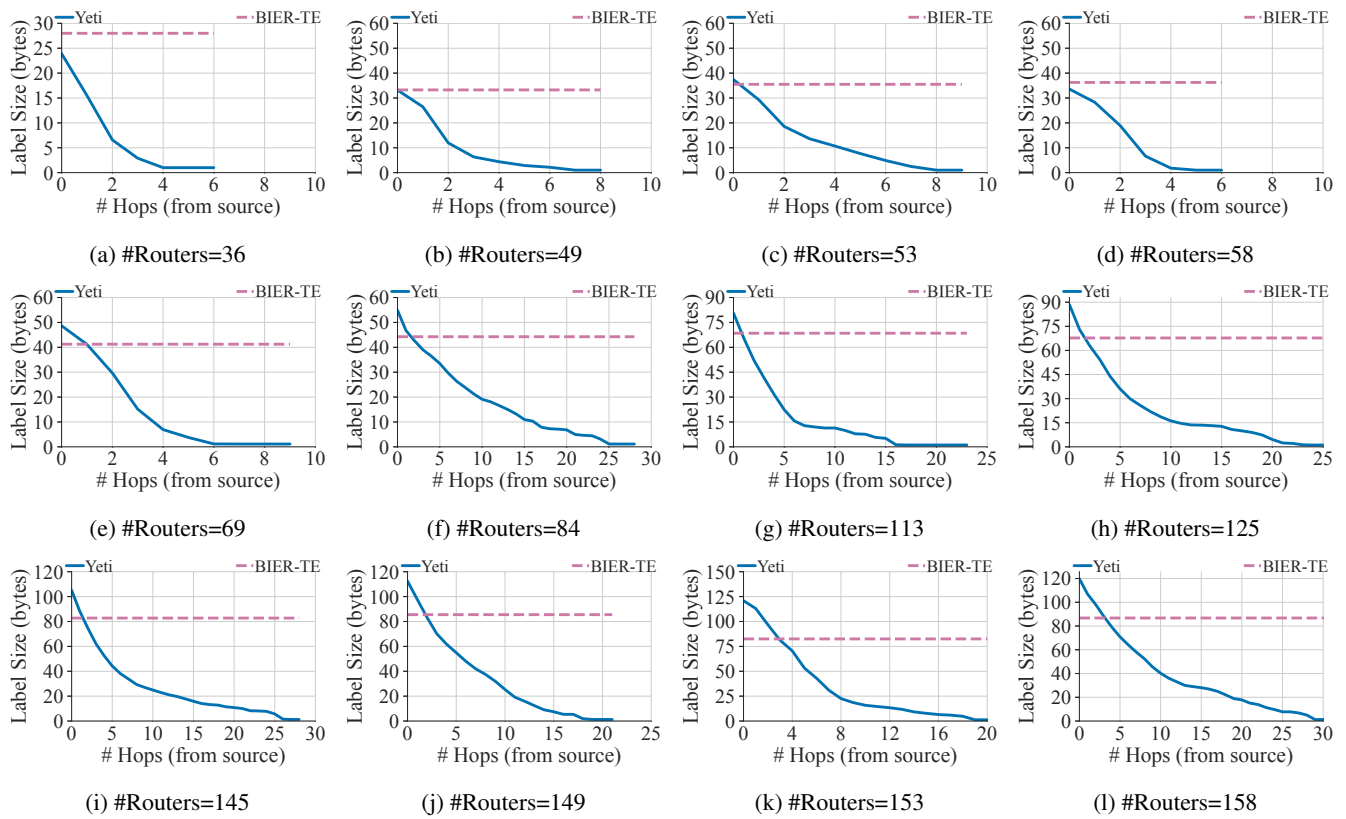 Yeti BIER-TE
30
25
20
15
10
5
0
Label Size (bytes)
0 2 4 6 8 10
# Hops (from source)
(a) #Routers=36
Yeti BIER-TE
60
50
40
30
20
10
0
Label Size (bytes)
0 2 4 6 8 10
# Hops (from source)
(b) #Routers=49
Yeti BIER-TE
60
50
40
30
20
10
0
Label Size (bytes)
0 2 4 6 8 10
# Hops (from source)
(c) #Routers=53
Yeti BIER-TE
60
50
40
30
20
10
0
Label Size (bytes)
0 2 4 6 8 10
# Hops (from source)
(d) #Routers=58
Yeti BIER-TE
60
50
40
30
20
10
0
Label Size (bytes)
0 2 4 6 8 10
# Hops (from source)
(e) #Routers=69
Yeti BIER-TE
60
50
40
30
20
10
0
Label Size (bytes)
0 5 10 15 20 25 30
# Hops (from source)
(f) #Routers=84
Yeti BIER-TE
90
75
60
45
30
15
0
Label Size (bytes)
0 5 10 15 20 25
# Hops (from source)
(g) #Routers=113
Yeti BIER-TE
90
75
60
45
30
15
0
Label Size (bytes)
0 5 10 15 20 25
# Hops (from source)
(h) #Routers=125
Yeti BIER-TE
120
100
80
60
40
20
0
Label Size (bytes)
0 5 10 15 20 25 30
# Hops (from source)
(i) #Routers=145
Yeti BIER-TE
120
100
80
60
40
20
0
Label Size (bytes)
0 5 10 15 20 25
# Hops (from source)
(j) #Routers=149
Yeti BIER-TE
150
125
100
75
50
25
0
Label Size (bytes)
0 4 8 12 16 20
# Hops (from source)
(k) #Routers=153
Yeti BIER-TE
120
100
80
60
40
20
0
Label Size (bytes)
0 5 10 15 20 25 30
# Hops (from source)
(l) #Routers=158